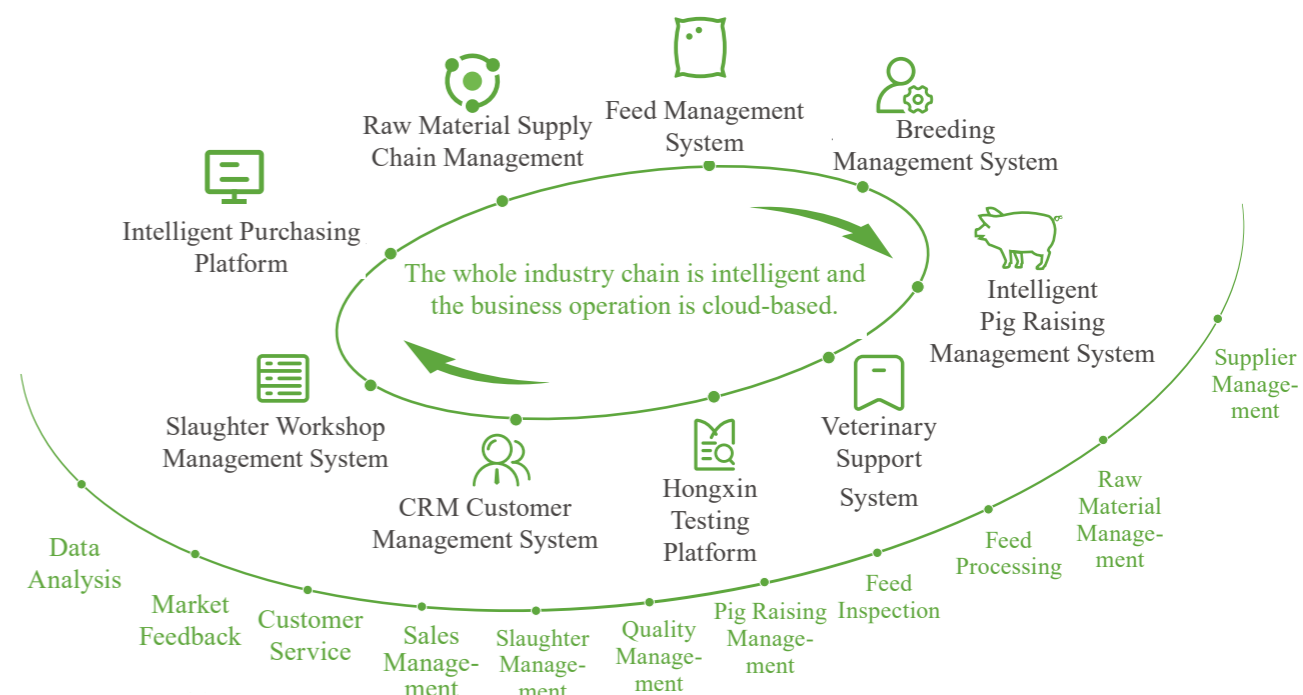 Feed Management
System
Raw Material Supply
Chain Management
Breeding
Management System
Intelligent Purchasing
Platform
The whole industry chain is intelligent and
the business operation is cloud-based.
Intelligent
Pig Raising
Management System
Slaughter Workshop
Management System
CRM Customer
Management System
Hongxin
Testing
Platform
Veterinary
Support
System
Supplier
Manage-
ment
Raw
Material
Manage-
ment
Feed
Processing
Feed
Inspection
Pig Raising
Manage-
ment
Quality
Manage-
ment
Slaughter
Manage-
ment
Sales
Manage-
ment
Customer
Service
Market
Feedback
Data
Analysis